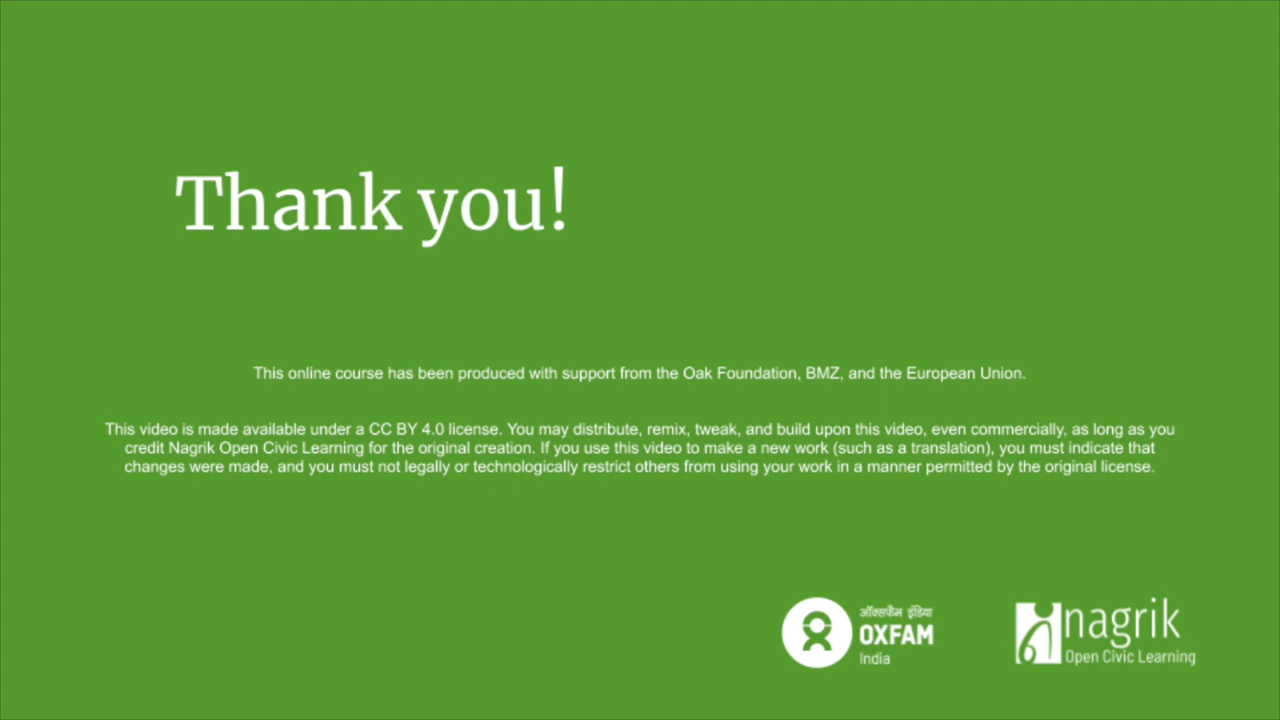 Thank you!
This online course has been produced with support from the Oak Foundation, BMZ, and the European Union.
This video is made available under a CC BY 4.0 license. You may distribute, remix, tweak, and build upon this video, even commercially, as long as you
credit Nagrik Open Civic Learning for the original creation. If you use this video to make a new work (such as a translation), you must indicate that
changes were made, and you must not legally or technologically restrict others from using your work in a manner permitted by the original license.
ऑक्सफैम इंडिया
OXFAM
India
nagrik
Open Civic Learning